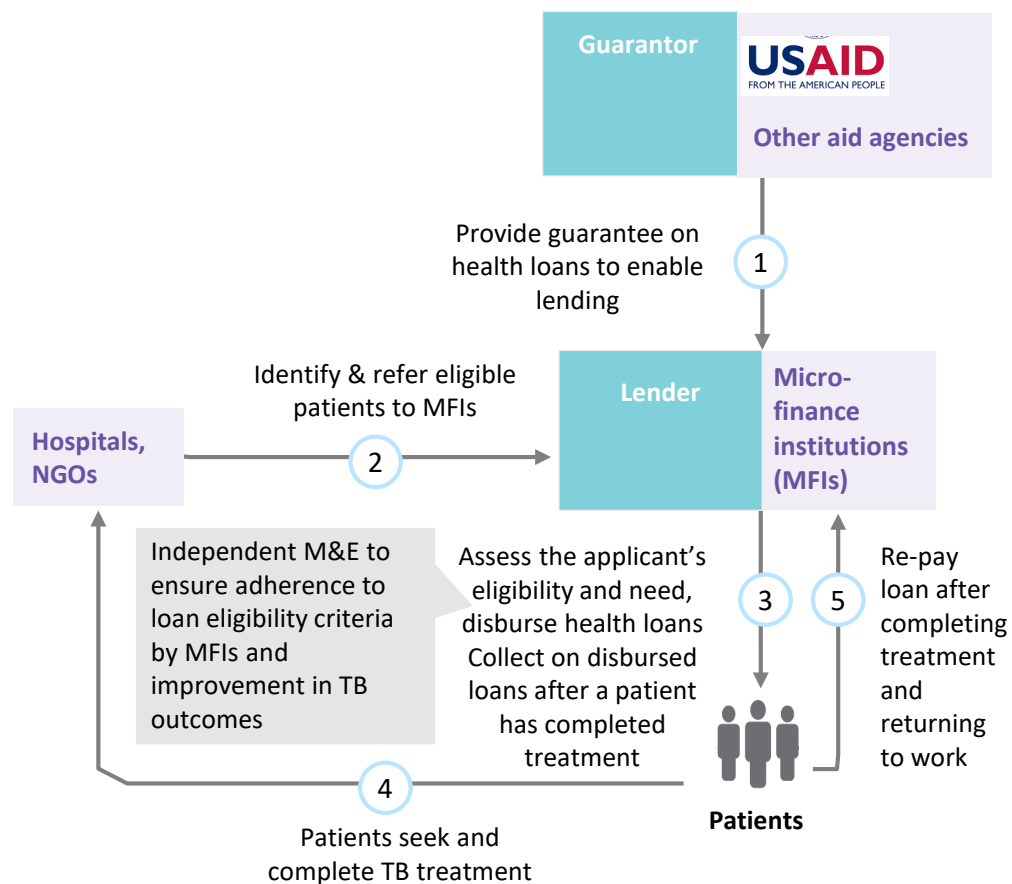 Guarantor
USAID
FROM THE AMERICAN PEOPLE
Other aid agencies
Provide guarantee on
health loans to enable
lending
1
Identify & refer eligible
patients to MFIs
2
Lender
Micro-
finance
institutions
(MFIs)
Hospitals,
NGOs
Independent M&E to
ensure adherence to
loan eligibility criteria
by MFIs and
improvement in TB
outcomes
Assess the applicant’s
eligibility and need,
disburse health loans
Collect on disbursed
loans after a patient
has completed
treatment
3
5
Re-pay
loan after
completing
treatment
and
returning
to work
Patients
4
Patients seek and
complete TB treatment